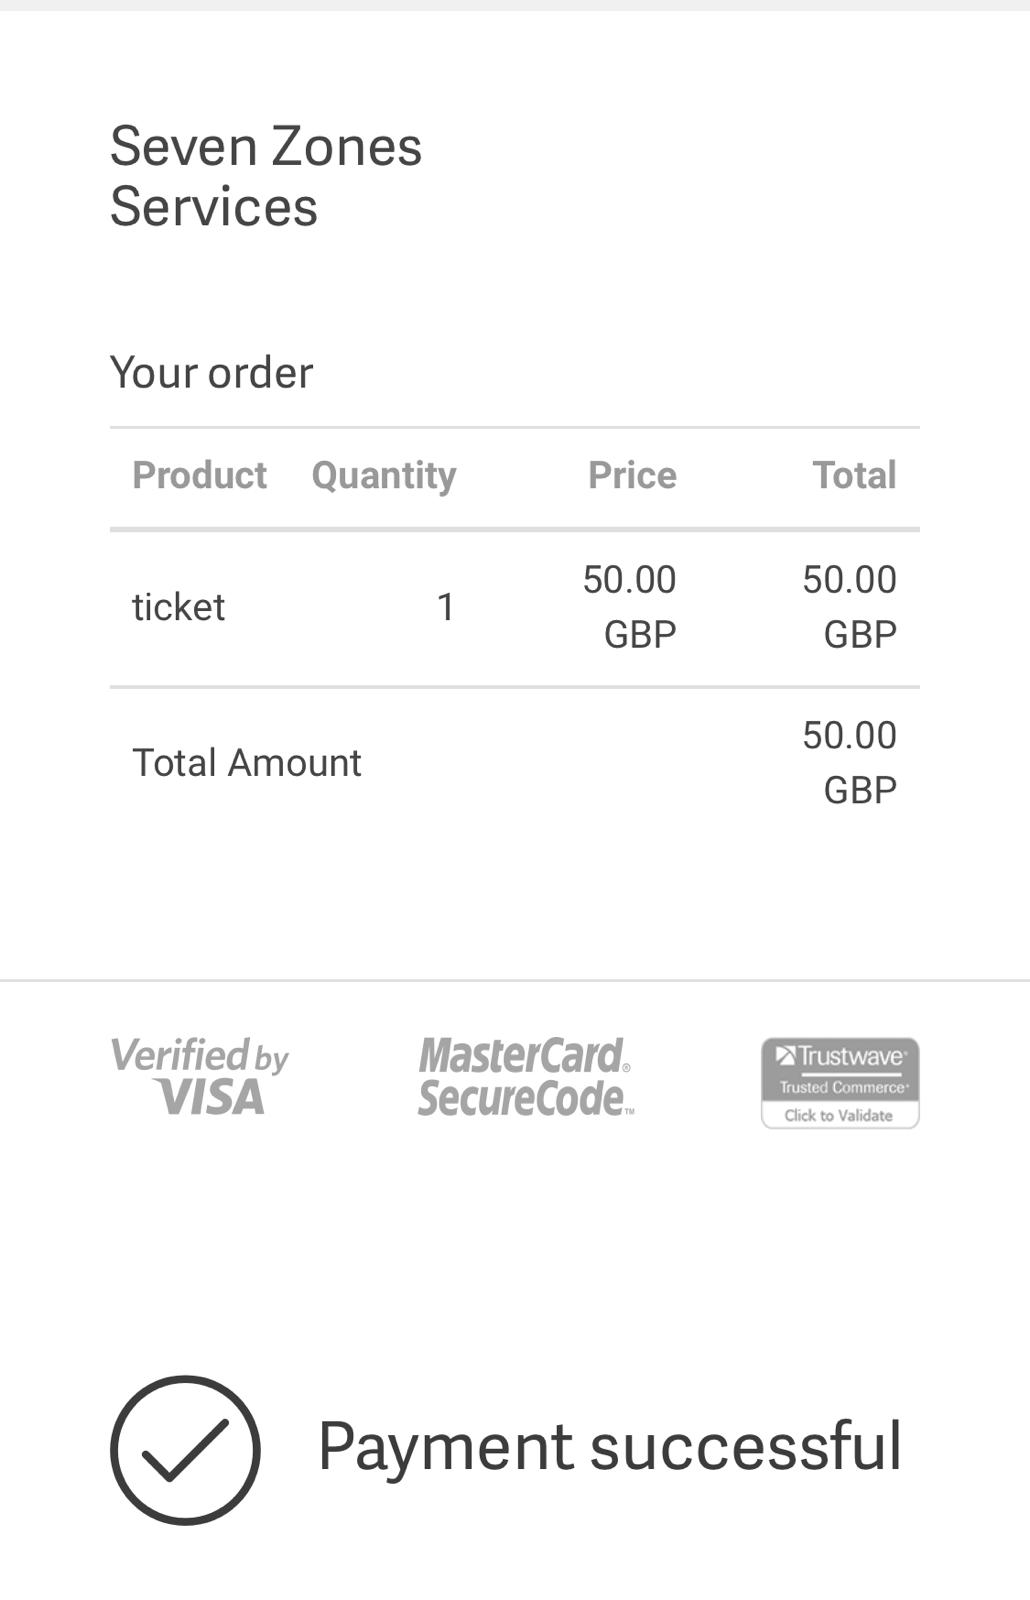 Seven Zones
Services
Your order
Product Quantity Price Total
ticket 1 50.00 GBP 50.00 GBP
Total Amount 50.00 GBP
Verified by
VISA
MasterCard®
SecureCode™
Trustwave®
Trusted Commerce®
Click to Validate
Payment successful